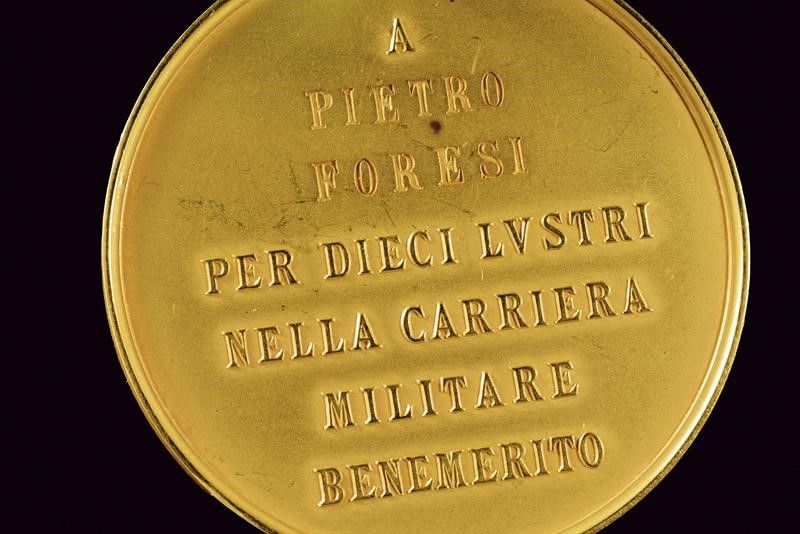 A
PIETRO
FORESI
PER DIECI LVSTRI
NELLA CARRIERA
MILITARE
BENEMERITO